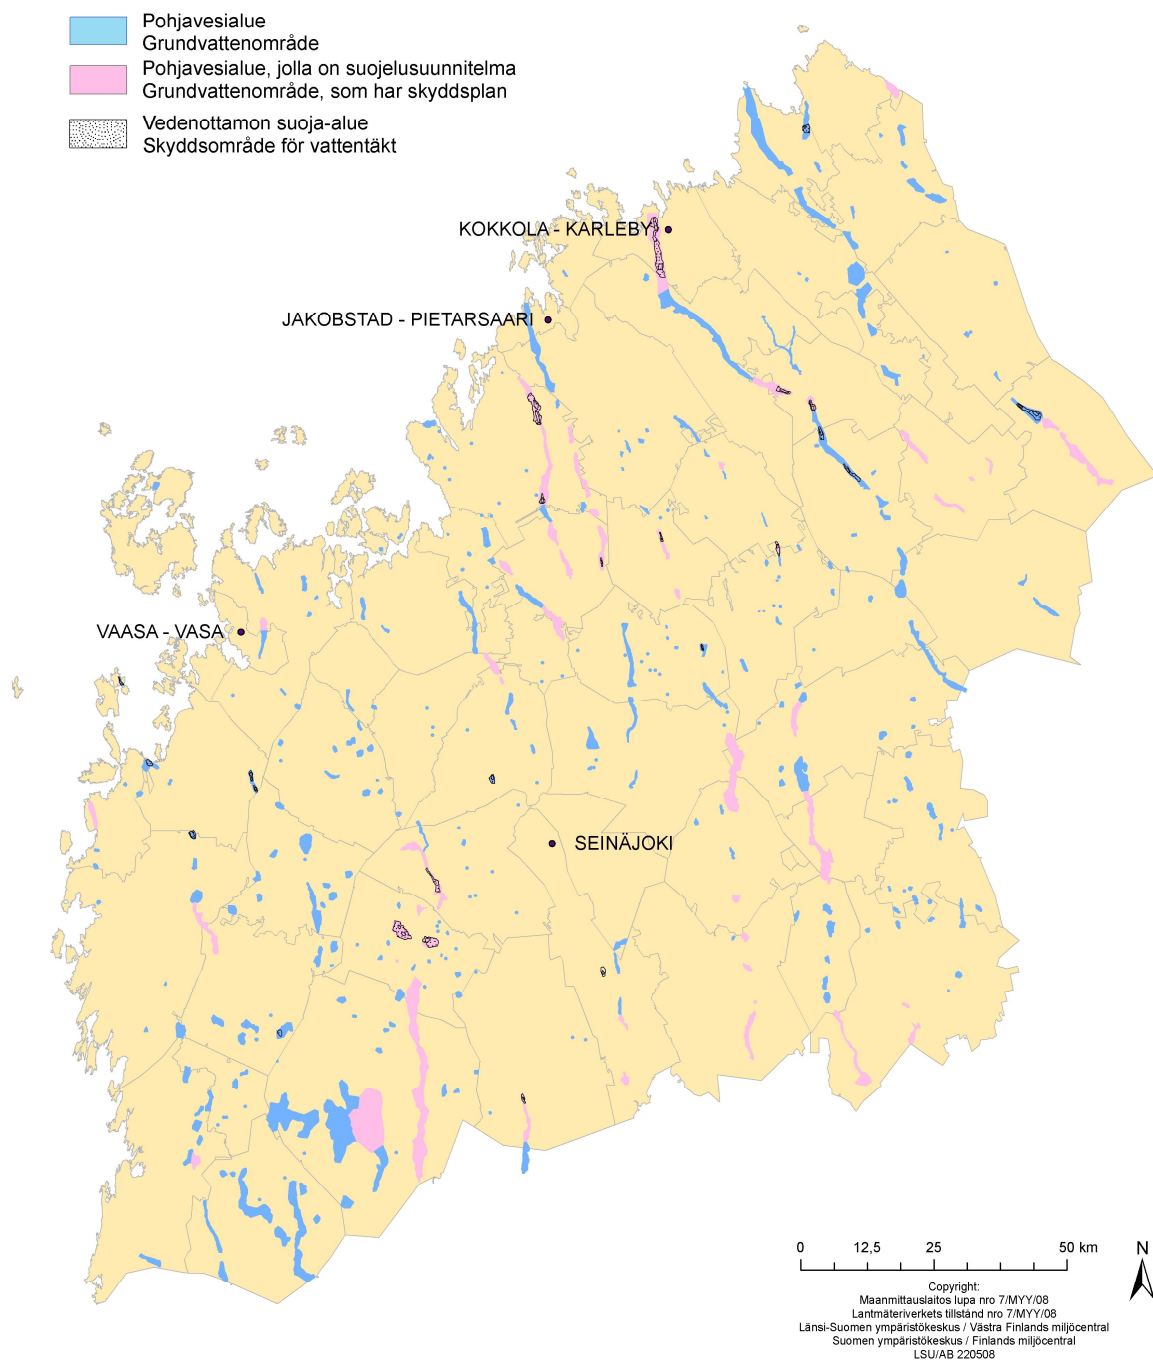 Pohjavesialue
Grundvattenområde
Pohjavesialue, jolla on suojelusuunnitelma
Grundvattenområde, som har skyddsplan
Vedenottamon suoja-alue
Skyddsområde för vattentäkt
KOKKOLA - KARLEBY
JAKOBSTAD - PIETARSAARI
VAASA - VASA
SEINÄJOKI
0 12,5 25 50 km
N
Copyright:
Maanmittauslaitos lupa nro 7/MYY/08
Lantmäteriverkets tillstånd nro 7/MYY/08
Länsi-Suomen ympäristökeskus / Västra Finlands miljöcentral
Suomen ympäristökeskus / Finlands miljöcentral
LSU/AB 220508